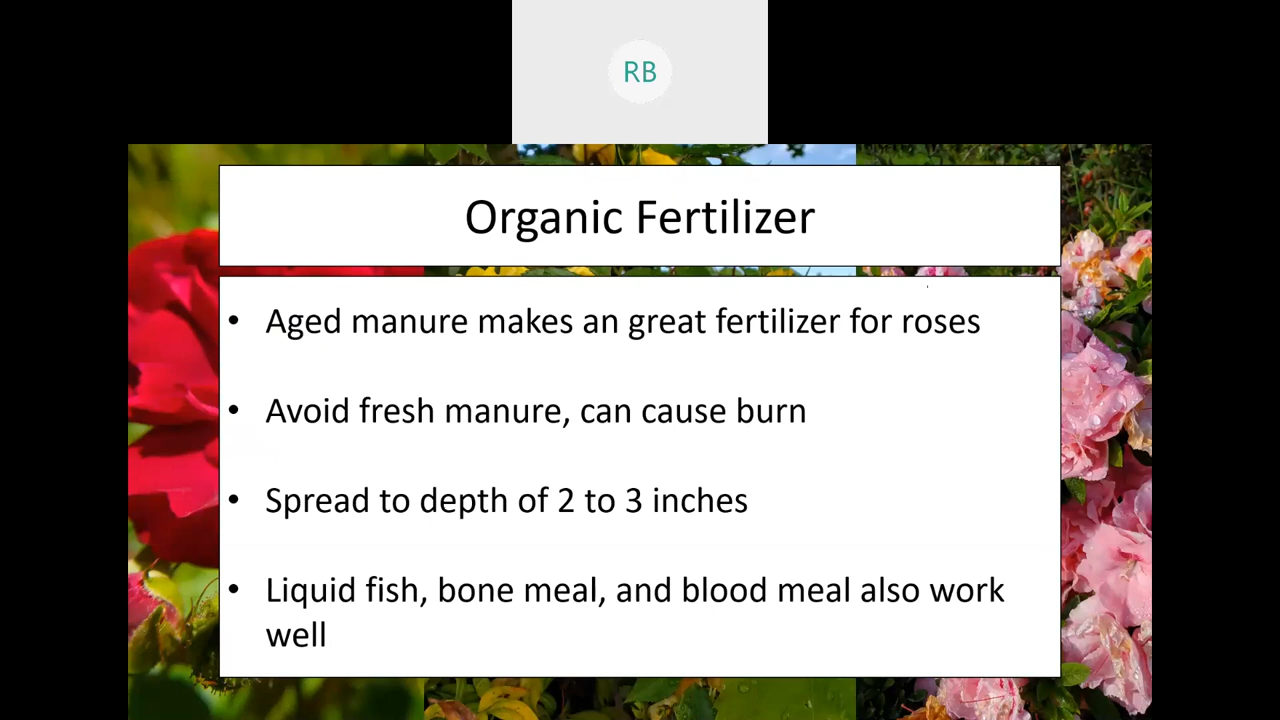 RB
Organic Fertilizer
• Aged manure makes an great fertilizer for roses
• Avoid fresh manure, can cause burn
• Spread to depth of 2 to 3 inches
• Liquid fish, bone meal, and blood meal also work
well